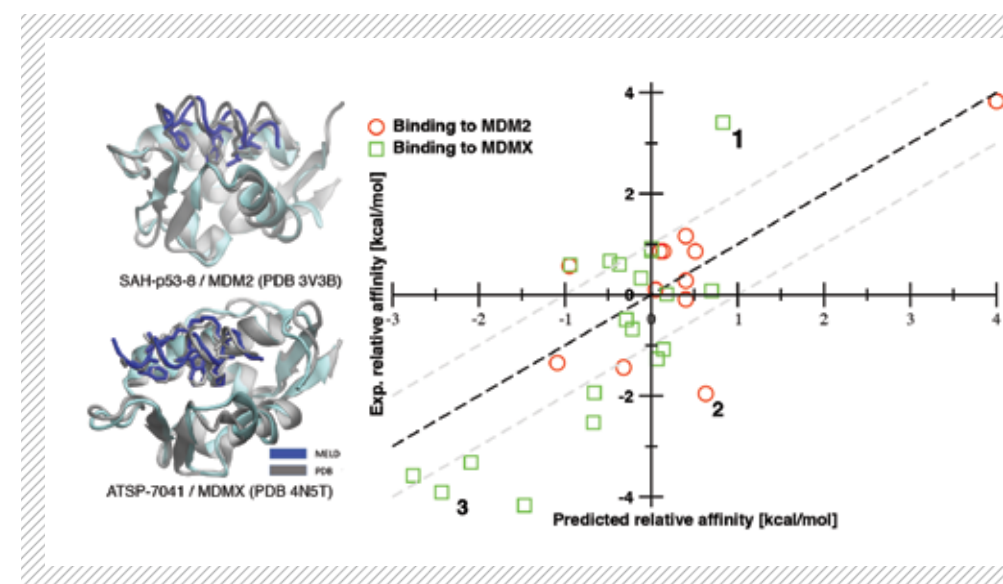 Binding to MDM2
Binding to MDMX
SAH-p53-8 / MDM2 (PDB 3V3B)
MELD
PDB
ATSP-7041 / MDMX (PDB 4N5T)
Exp. relative affinity [kcal/mol]
4
2
0
-2
-4
-3 -2 -1 0 1 2 3 4
1
2
3
Predicted relative affinity [kcal/mol]